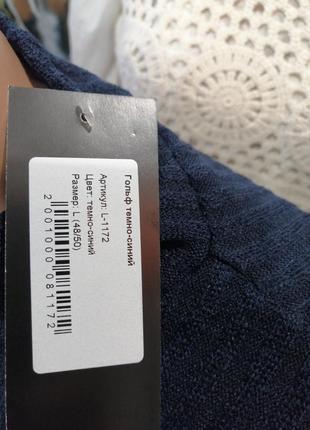 Гольф темно-синий
Артикул: L-1172
Цвет: темно-синий
Размер: L (48/50)
2001000081172